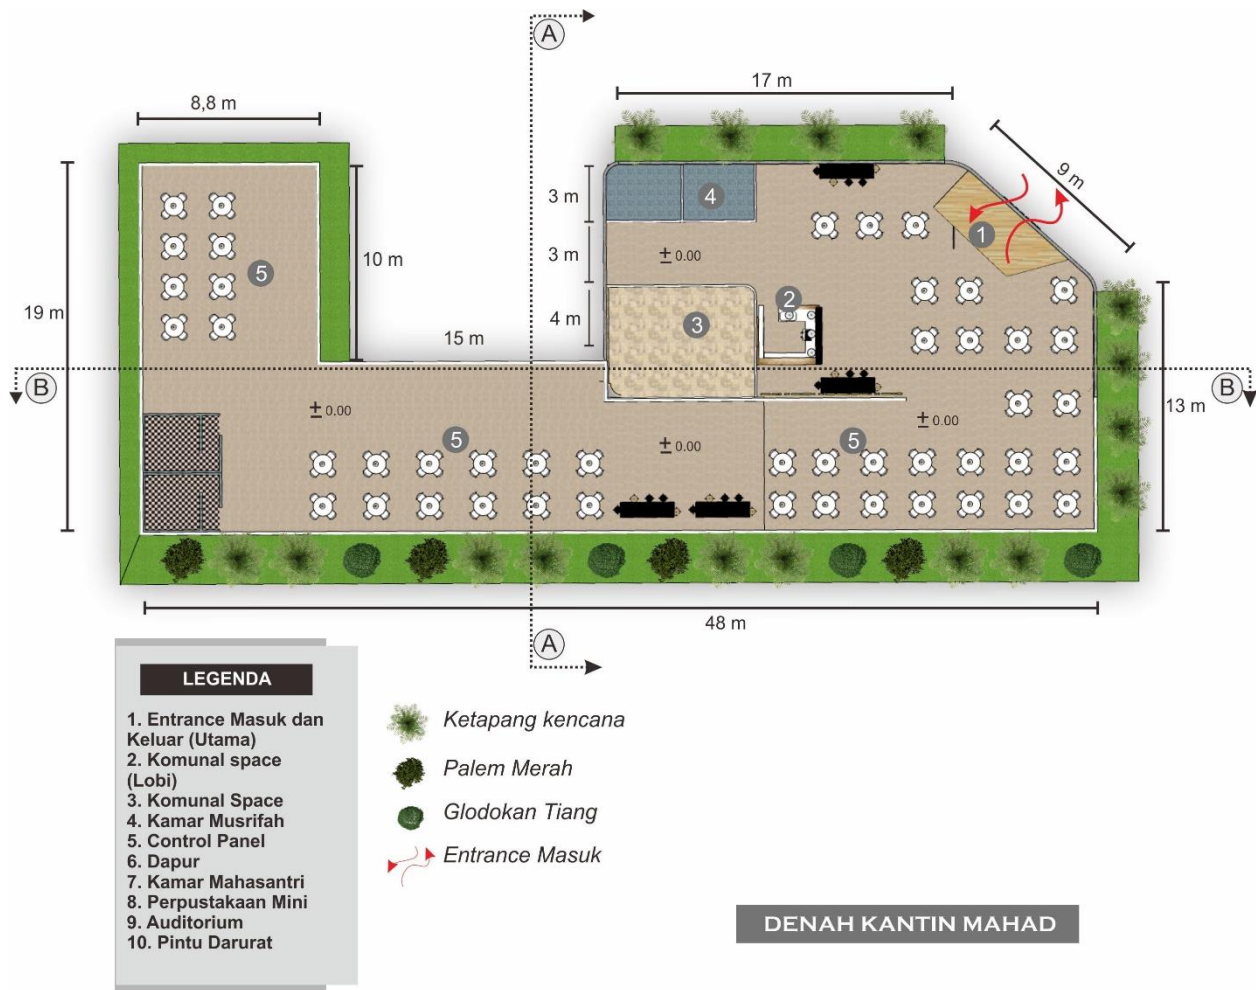 A
17 m
8,8 m
9 m
3 m
4
1
± 0.00
3 m
10 m
5
2
19 m
4 m
3
15 m
B
B
13 m
± 0.00
± 0.00
5
± 0.00
5
48 m
A
LEGENDA
1. Entrance Masuk dan
Keluar (Utama)
2. Komunal space
(Lobi)
3. Komunal Space
4. Kamar Musrifah
5. Control Panel
6. Dapur
7. Kamar Mahasantri
8. Perpustakaan Mini
9. Auditorium
10. Pintu Darurat
Ketapang kencana
Palem Merah
Glodokan Tiang
Entrance Masuk
DENAH KANTIN MAHAD